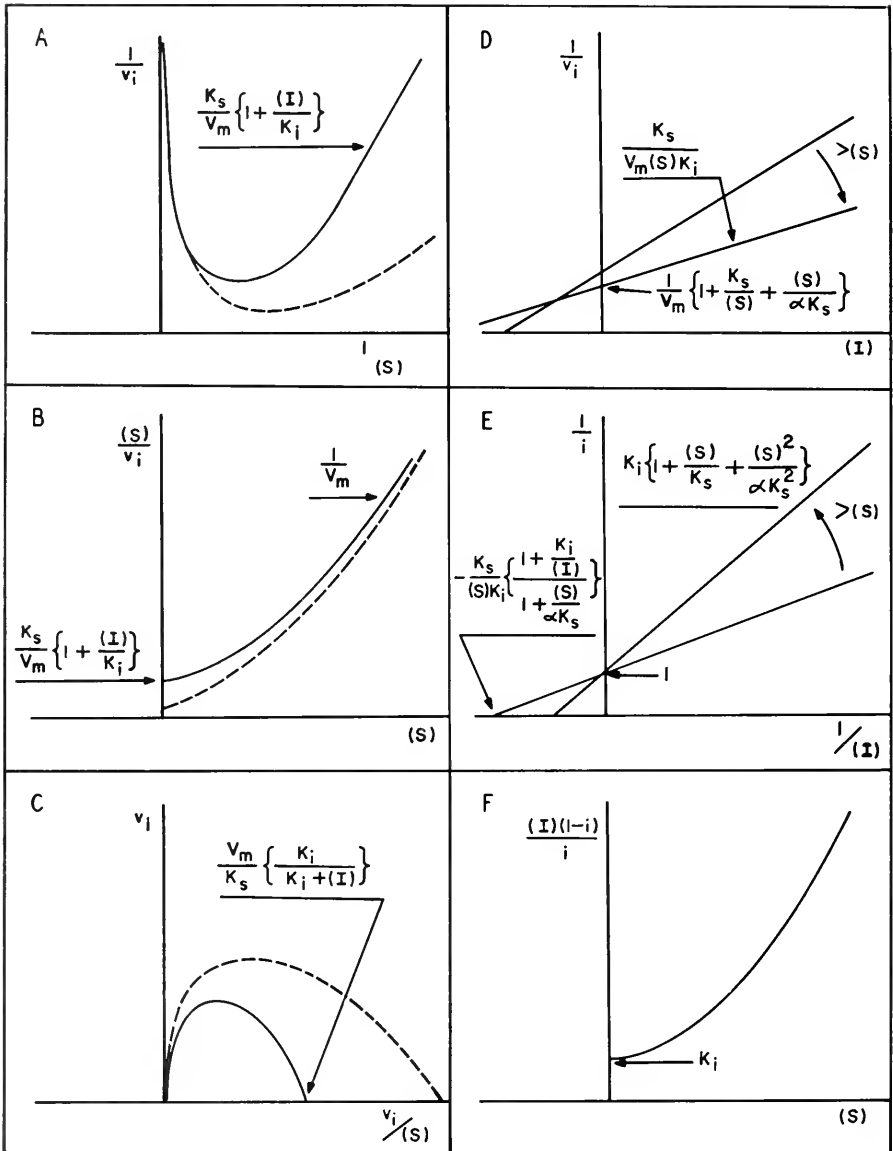 A
1/v_i
K_s/V_m {1 + (I)/K_i}
1/(S)
D
1/v_i
K_s/V_m(S)K_i
>(S)
1/V_m {1 + K_s/(S) + (S)/αK_s}
(I)
B
(S)/v_i
1/V_m
K_s/V_m {1 + (I)/K_i}
(S)
E
1/i
K_i {1 + (S)/K_s + (S)^2/αK_s^2}
>(S)
-K_s/(S)K_i {1 + K_i/(I) / 1 + (S)/αK_s}
1
1/(I)
C
v_i
V_m/K_s {K_i/K_i + (I)}
v_i/(S)
F
(I)(1-i)/i
K_i
(S)